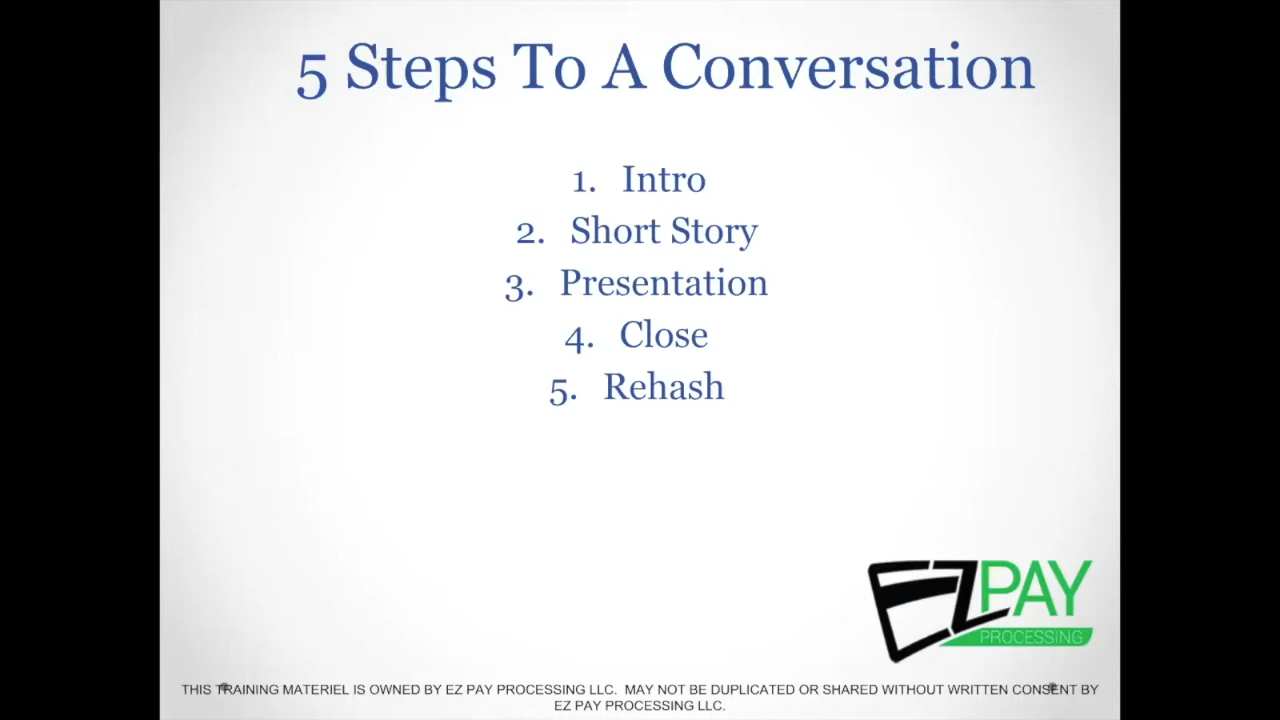 5 Steps To A Conversation
1. Intro
2. Short Story
3. Presentation
4. Close
5. Rehash
EZ PAY
PROCESSING
THIS TRAINING MATERIEL IS OWNED BY EZ PAY PROCESSING LLC. MAY NOT BE DUPLICATED OR SHARED WITHOUT WRITTEN CONSENT BY
EZ PAY PROCESSING LLC.